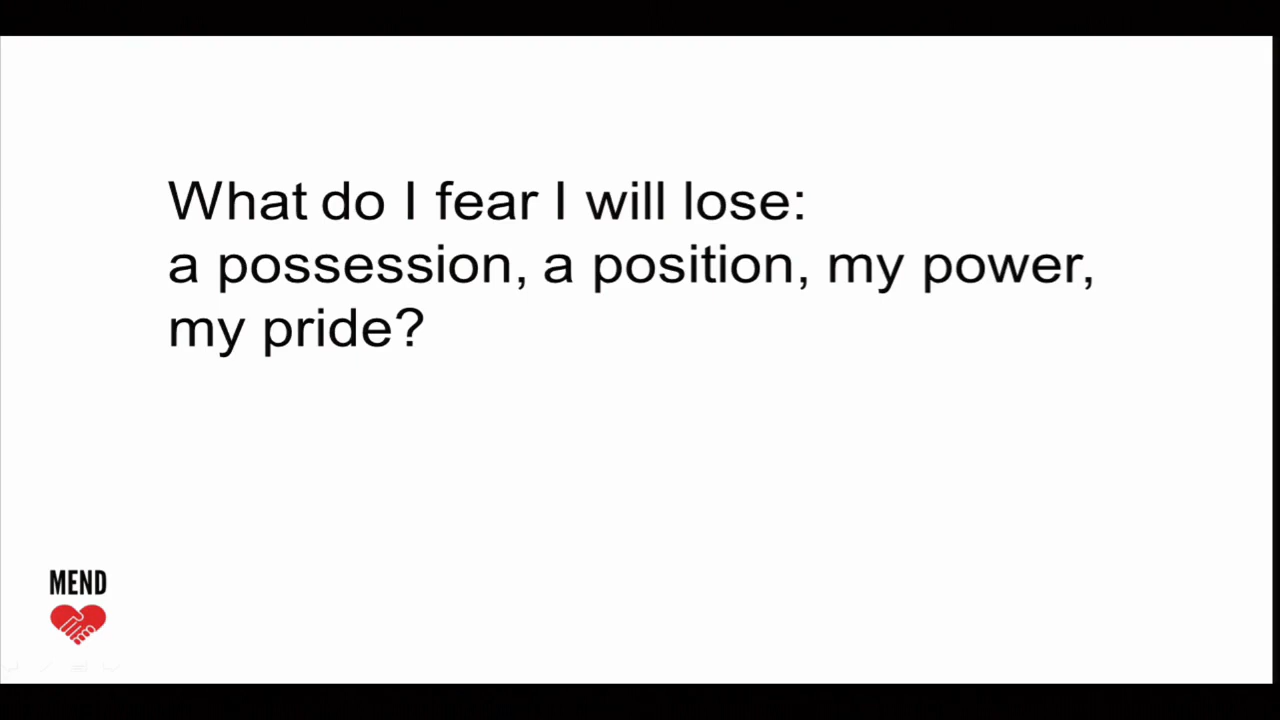 What do I fear I will lose:
a possession, a position, my power,
my pride?
MEND